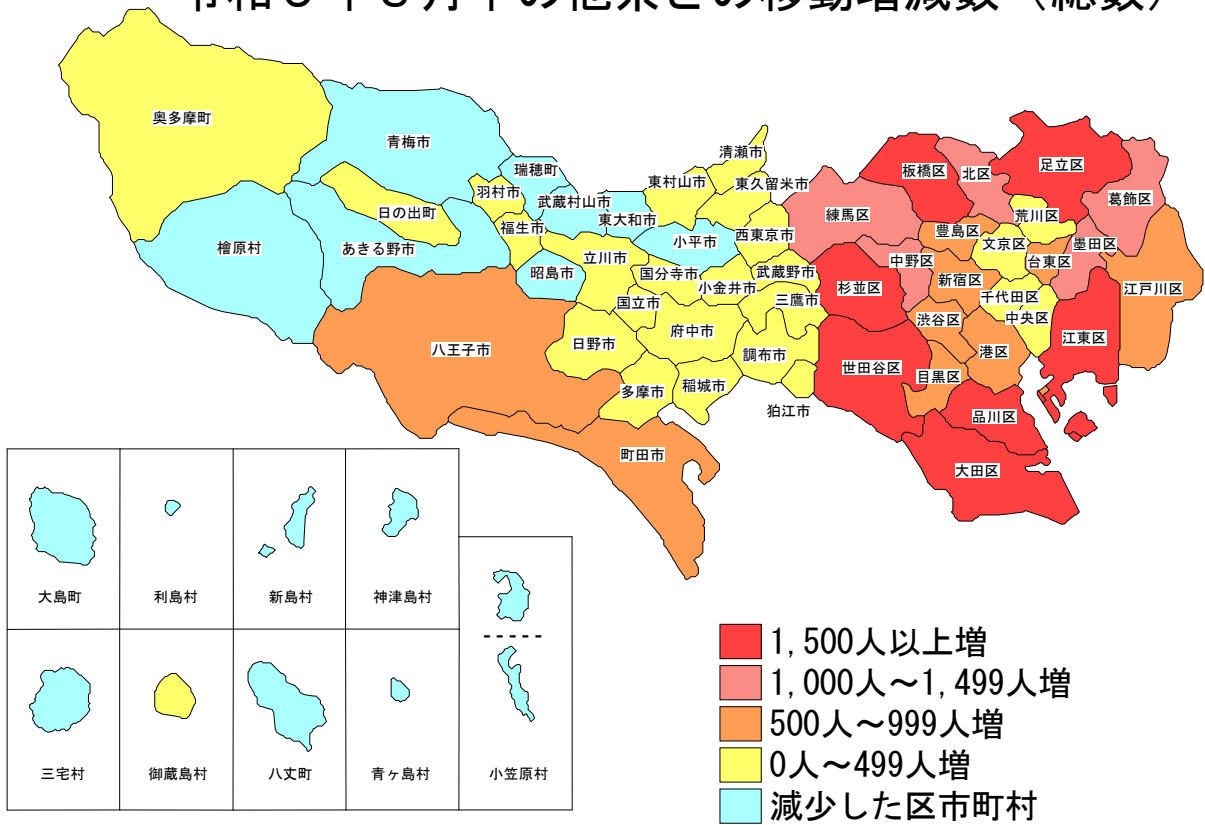 奥多摩町
青梅市
瑞穂町
羽村市
武蔵村山市
東大和市
東村山市
清瀬市
東久留米市
日の出町
福生市
小平市
西東京市
檜原村
あきる野市
昭島市
立川市
国分寺市
小金井市
武蔵野市
三鷹市
国立市
八王子市
日野市
府中市
調布市
多摩市
稲城市
狛江市
町田市
板橋区
北区
足立区
葛飾区
練馬区
荒川区
豊島区
文京区
墨田区
台東区
中野区
新宿区
杉並区
千代田区
中央区
江戸川区
渋谷区
港区
江東区
世田谷区
目黒区
品川区
大田区
大島町
利島村
新島村
神津島村
三宅村
御蔵島村
八丈町
青ヶ島村
小笠原村
1,500人以上増
1,000人～1,499人増
500人～999人増
0人～499人増
減少した区市町村